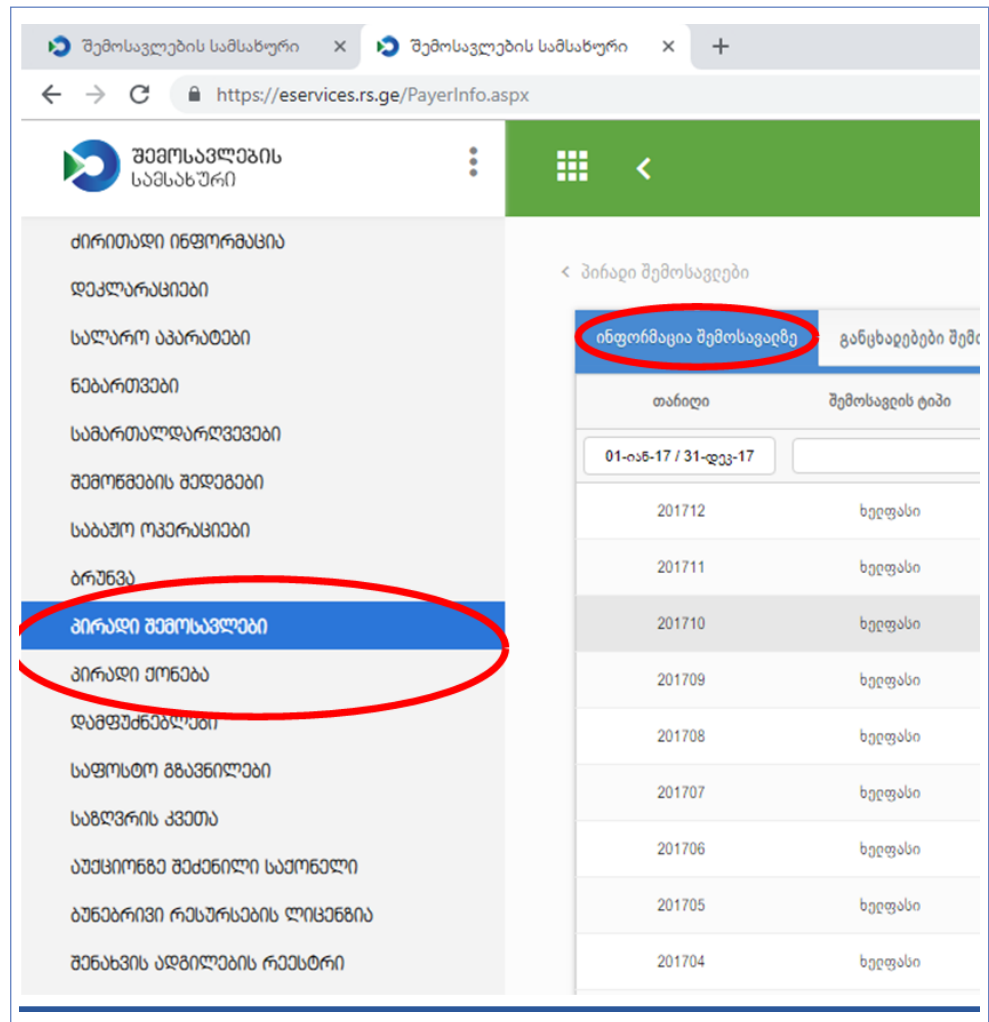 შემოსავლების სამსახური × შემოსავლების სამსახური × +
https://eservices.rs.ge/PayerInfo.aspx
შემოსავლების
სამსახური
ძირითადი ინფორმაცია
დეკლარაციები
სალარო აპარატები
ნებართვები
სამართალდარღვევები
შემოწმების შედეგები
საბაჟო ოპერაციები
ბრუნვა
პირადი შემოსავლები
პირადი ქონება
დამფუძნებლები
საფოსტო გზავნილები
საზღვრის კვეთა
აუქციონზე შეძენილი საქონელი
ბუნებრივი რესურსების ლიცენზია
შენახვის ადგილების რეესტრი
< პირადი შემოსავლები
ინფორმაცია შემოსავალზე განცხადებები შემო
თარიღი შემოსავლის ტიპი
01-იან-17 / 31-დეკ-17
201712 ხელფასი
201711 ხელფასი
201710 ხელფასი
201709 ხელფასი
201708 ხელფასი
201707 ხელფასი
201706 ხელფასი
201705 ხელფასი
201704 ხელფასი